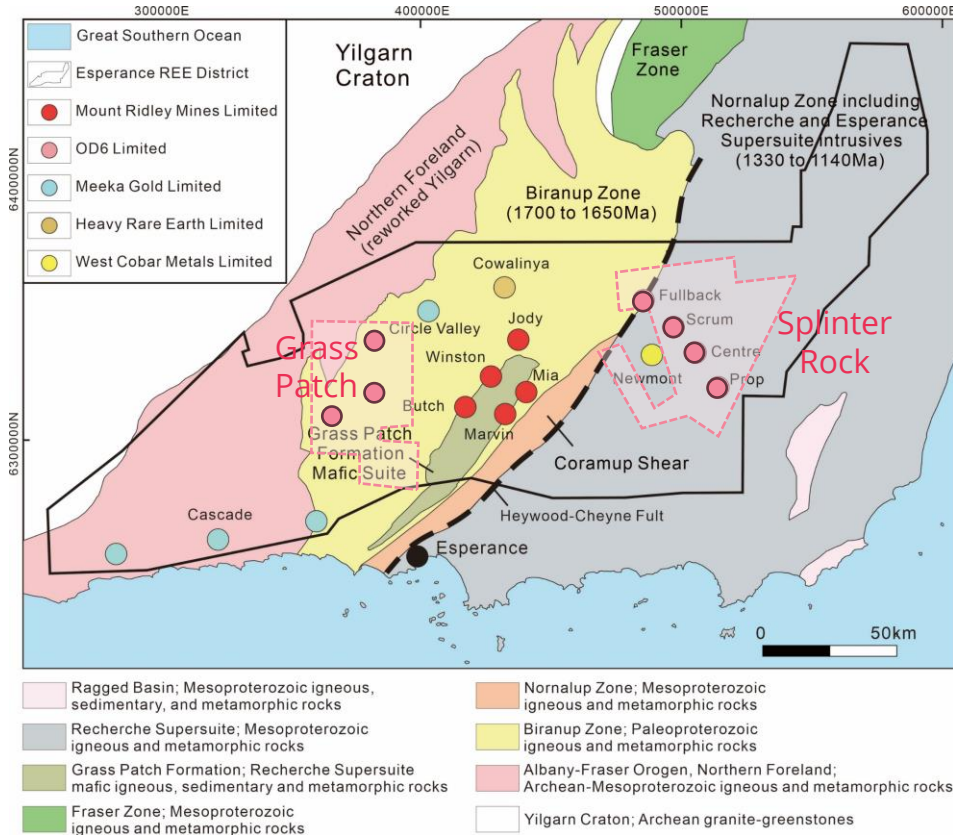 300000E
400000E
500000E
600000E
6400000N
6300000N
Great Southern Ocean
Esperance REE District
Mount Ridley Mines Limited
OD6 Limited
Meeka Gold Limited
Heavy Rare Earth Limited
West Cobar Metals Limited
Yilgarn
Craton
Fraser
Zone
Nornalup Zone including
Recherche and Esperance
Supersuite intrusives
(1330 to 1140Ma)
Northern Foreland
(reworked Yilgarn)
Biranup Zone
(1700 to 1650Ma)
Cowalinya
Fullback
Jody
Scrum
Circle Valley
Grass
Patch
Splinter
Rock
Winston
Centre
Mia
Newmont
Prop
Butch
Marvin
Grass Patch
Formation
Mafic Suite
Coramup Shear
Heywood-Cheyne Fult
Cascade
Esperance
0
50km
Ragged Basin; Mesoproterozoic igneous,
sedimentary, and metamorphic rocks
Recherche Supersuite; Mesoproterozoic
igneous and metamorphic rocks
Grass Patch Formation; Recherche Supersuite
mafic igneous, sedimentary and metamorphic rocks
Fraser Zone; Mesoproterozoic
igneous and metamorphic rocks
Nornalup Zone; Mesoproterozoic
igneous and metamorphic rocks
Biranup Zone; Paleoproterozoic
igneous and metamorphic rocks
Albany-Fraser Orogen, Northern Foreland;
Archean-Mesoproterozoic igneous and metamorphic rocks
Yilgarn Craton; Archean granite-greenstones